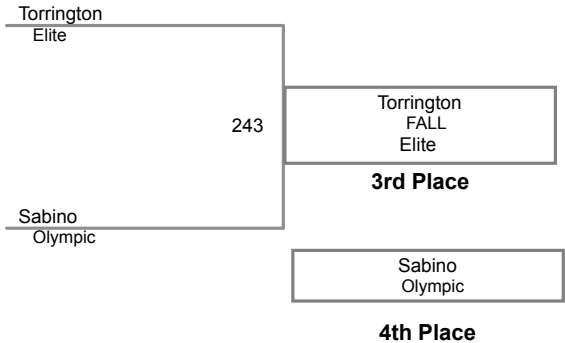 Torrington
Elite
243
Torrington
FALL
Elite
3rd Place
Sabino
Olympic
Sabino
Olympic
4th Place